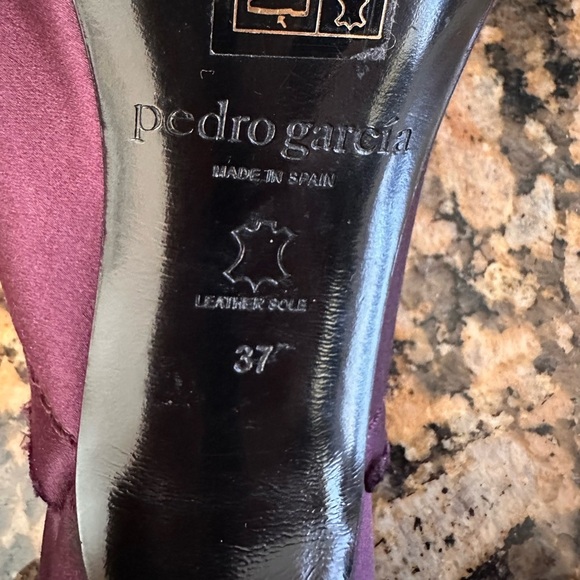 pedro garcía
MADE IN SPAIN
LEATHER SOLE
37